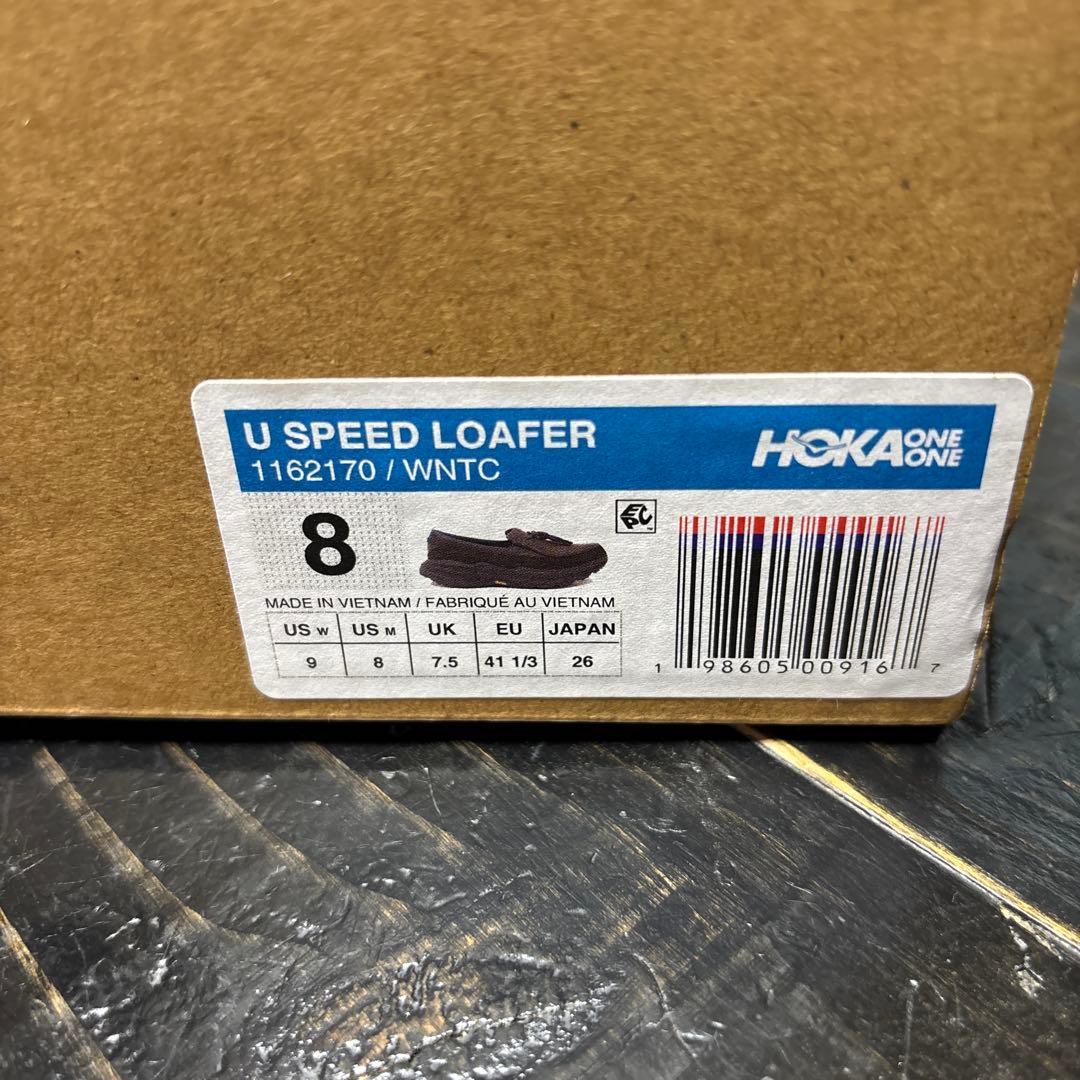 U SPEED LOAFER
1162170 / WNTC
HOKA ONE ONE
8
EPC
MADE IN VIETNAM / FABRIQUÉ AU VIETNAM
US W US M UK EU JAPAN
9 8 7.5 41 1/3 26
1 98605 00916 7